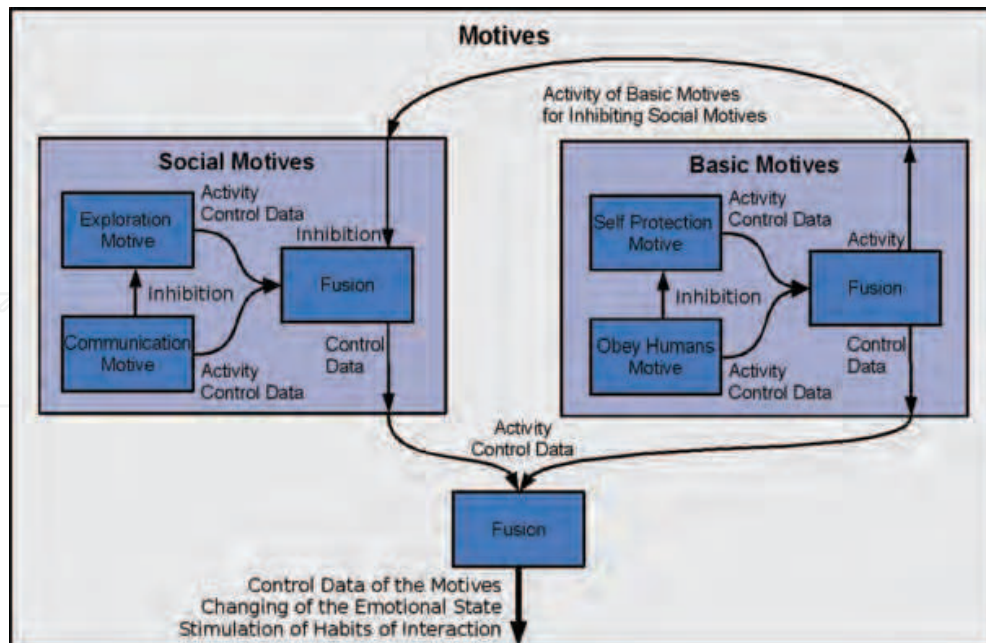 Motives
Activity of Basic Motives
for Inhibiting Social Motives
Social Motives
Exploration
Motive
Activity
Control Data
Inhibition
Fusion
Inhibition
Communication
Motive
Activity
Control Data
Control
Data
Basic Motives
Self Protection
Motive
Activity
Control Data
Activity
Fusion
Inhibition
Obey Humans
Motive
Activity
Control Data
Control
Data
Activity
Control Data
Fusion
Control Data of the Motives
Changing of the Emotional State
Stimulation of Habits of Interaction